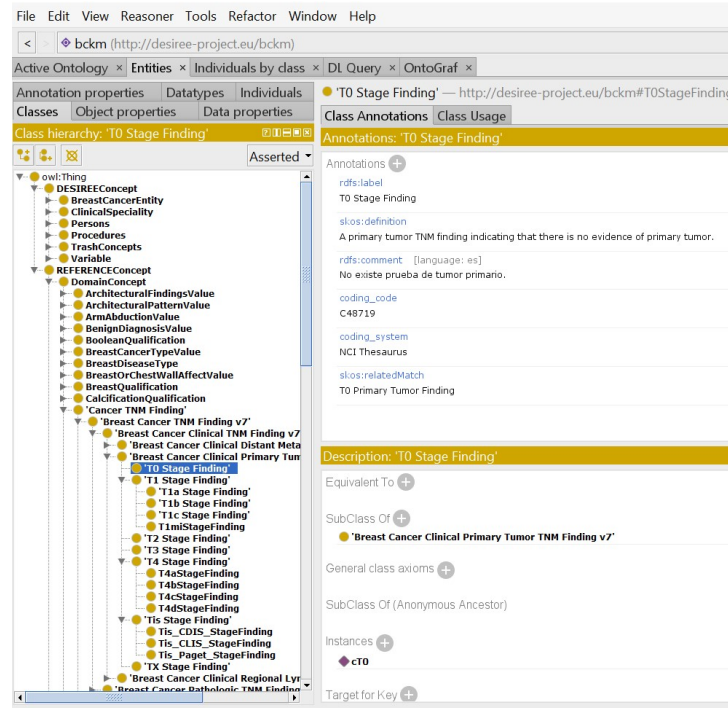 File Edit View Reasoner Tools Refactor Window Help
< > bckm (http://desiree-project.eu/bckm)
Active Ontology × Entities × Individuals by class × DL Query × OntoGraf ×
Annotation properties Datatypes Individuals
Classes Object properties Data properties
Class hierarchy: 'T0 Stage Finding'
Asserted
owl:Thing
DESIREEConcept
BreastCancerEntity
ClinicalSpeciality
Persons
Procedures
TrashConcepts
Variable
REFERENCEConcept
DomainConcept
ArchitecturalFindingsValue
ArchitecturalPatternValue
ArmAbductionValue
BenignDiagnosisValue
BooleanQualification
BreastCancerTypeValue
BreastDiseaseType
BreastOrChestWallAffectValue
BreastQualification
CalcificationQualification
'Cancer TNM Finding'
'Breast Cancer TNM Finding v7'
'Breast Cancer Clinical TNM Finding v7
'Breast Cancer Clinical Distant Meta
'Breast Cancer Clinical Primary Tum
'T0 Stage Finding'
'T1 Stage Finding'
'T1a Stage Finding'
'T1b Stage Finding'
'T1c Stage Finding'
T1miStageFinding
'T2 Stage Finding'
'T3 Stage Finding'
'T4 Stage Finding'
T4aStageFinding
T4bStageFinding
T4cStageFinding
T4dStageFinding
'Tis Stage Finding'
Tis_CDIS_StageFinding
Tis_CLIS_StageFinding
Tis_Paget_StageFinding
'TX Stage Finding'
'Breast Cancer Clinical Regional Lyr
'Breast Cancer Pathologic TNM Finding
'T0 Stage Finding' — http://desiree-project.eu/bckm#T0StageFinding
Class Annotations Class Usage
Annotations: 'T0 Stage Finding'
Annotations
rdfs:label
T0 Stage Finding
skos:definition
A primary tumor TNM finding indicating that there is no evidence of primary tumor.
rdfs:comment [language: es]
No existe prueba de tumor primario.
coding_code
C48719
coding_system
NCI Thesaurus
skos:relatedMatch
T0 Primary Tumor Finding
Description: 'T0 Stage Finding'
Equivalent To
SubClass Of
'Breast Cancer Clinical Primary Tumor TNM Finding v7'
General class axioms
SubClass Of (Anonymous Ancestor)
Instances
cT0
Target for Key